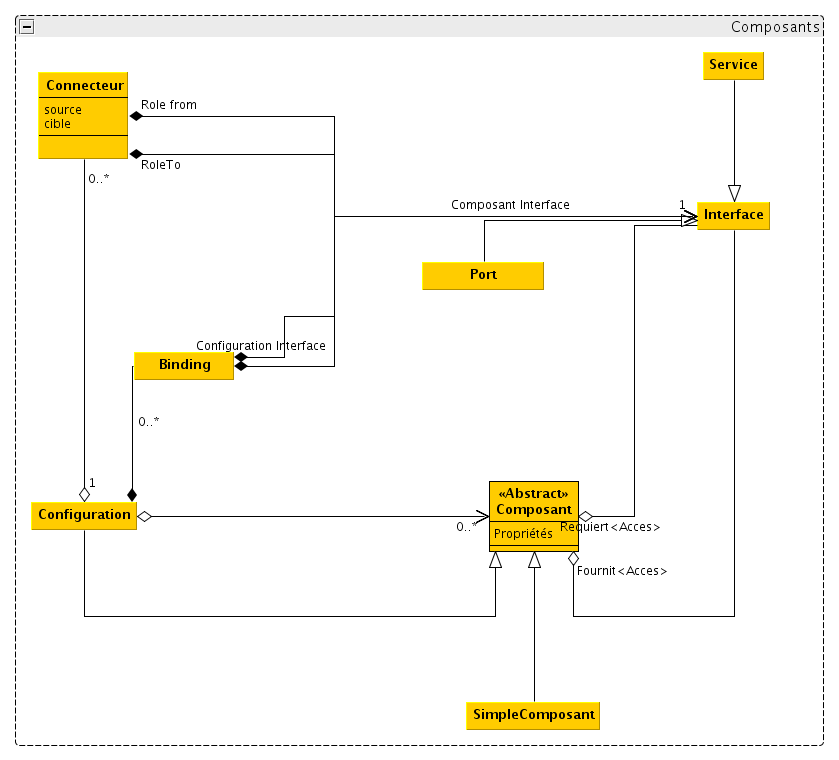 Composants
Service
Connecteur
source
cible
Role from
RoleTo
0..*
Composant Interface
1
Interface
Port
Configuration Interface
Binding
0..*
1
Configuration
0..*
«Abstract»
Composant
Propriétés
Requiert<Acces>
Fournit<Acces>
SimpleComposant